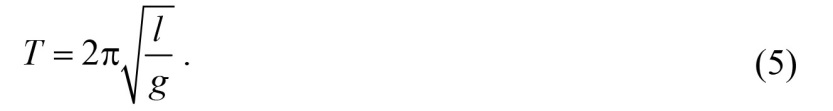 T = 2π√(l/g) . (5)